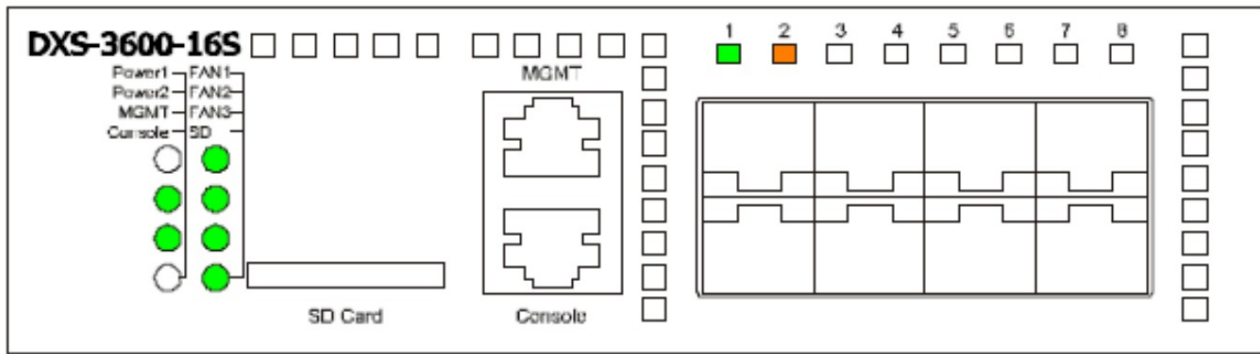 DXS-3600-16S
1 2 3 4 5 6 7 8
Power1 FAN1
Power2 FAN2
MGMT FAN3
Console SD
MGMT
SD Card
Console